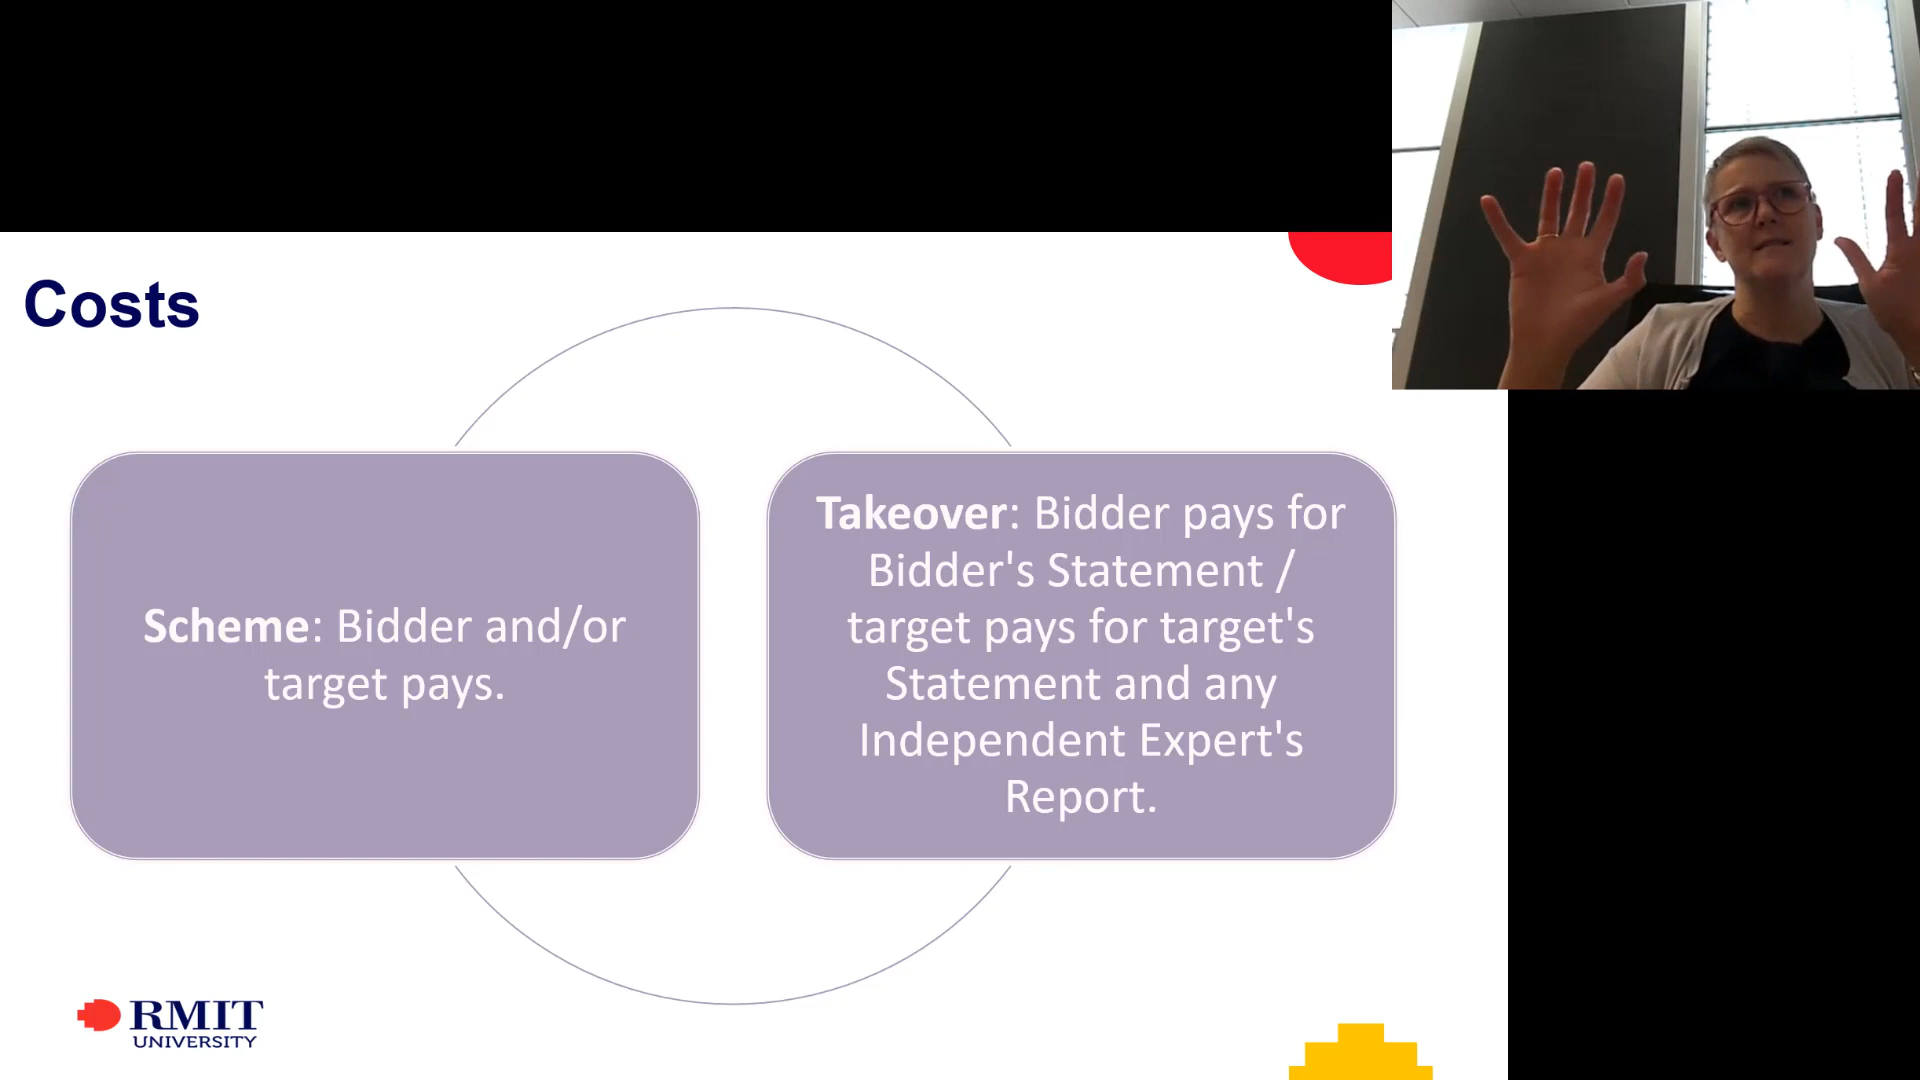 Costs
Scheme: Bidder and/or
target pays.
Takeover: Bidder pays for
Bidder's Statement /
target pays for target's
Statement and any
Independent Expert's
Report.
RMIT
UNIVERSITY